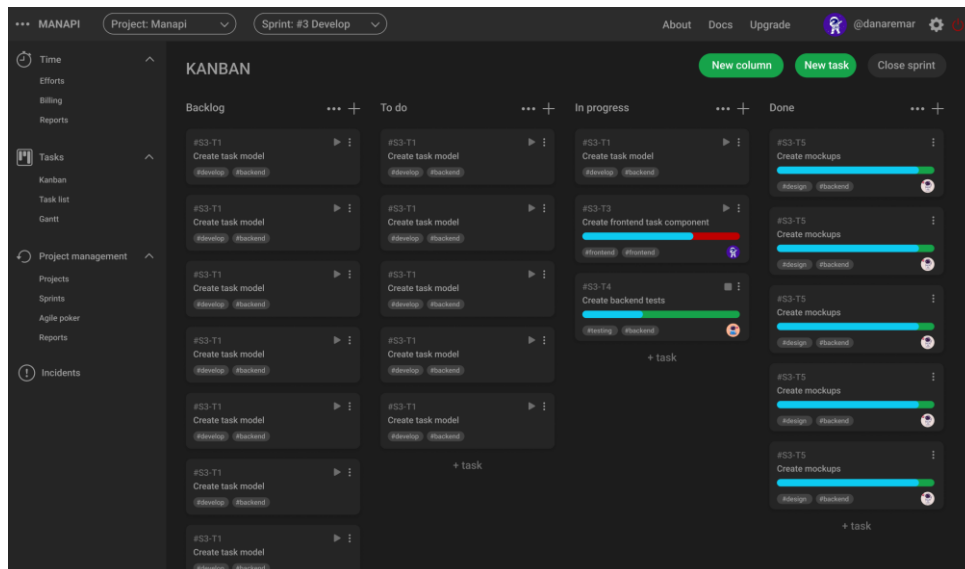 MANAPI
Project: Manapi
Sprint: #3 Develop
About
Docs
Upgrade
@danaremar
Time
Efforts
Billing
Reports
Tasks
Kanban
Task list
Gantt
Project management
Projects
Sprints
Agile poker
Reports
Incidents
KANBAN
New column
New task
Close sprint
Backlog
#S3-T1
Create task model
#develop #backend
#S3-T1
Create task model
#develop #backend
#S3-T1
Create task model
#develop #backend
#S3-T1
Create task model
#develop #backend
#S3-T1
Create task model
#develop #backend
#S3-T1
Create task model
#develop #backend
#S3-T1
Create task model
#develop #backend
To do
#S3-T1
Create task model
#develop #backend
#S3-T1
Create task model
#develop #backend
#S3-T1
Create task model
#develop #backend
#S3-T1
Create task model
#develop #backend
#S3-T1
Create task model
#develop #backend
+ task
In progress
#S3-T1
Create task model
#develop #backend
#S3-T3
Create frontend task component
#frontend #frontend
#S3-T4
Create backend tests
#testing #backend
+ task
Done
#S3-T5
Create mockups
#design #backend
#S3-T5
Create mockups
#design #backend
#S3-T5
Create mockups
#design #backend
#S3-T5
Create mockups
#design #backend
#S3-T5
Create mockups
#design #backend
+ task